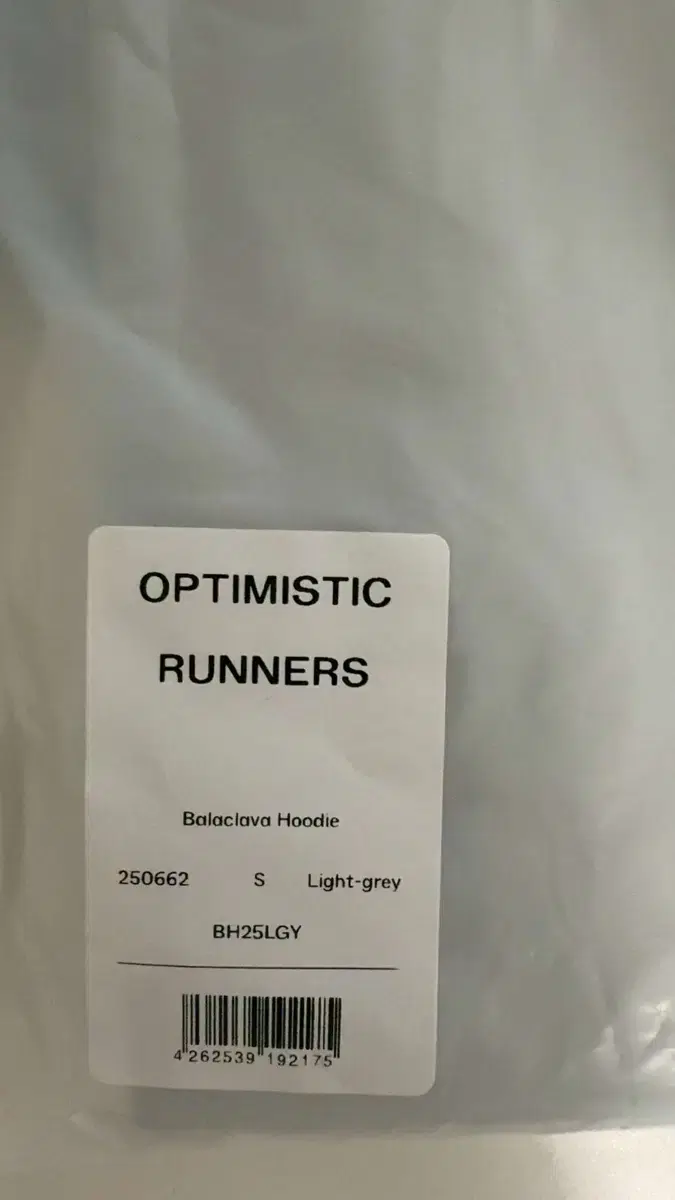 OPTIMISTIC
RUNNERS
Balaclava Hoodie
250662 S Light-grey
BH25LGY
4 262539 192175